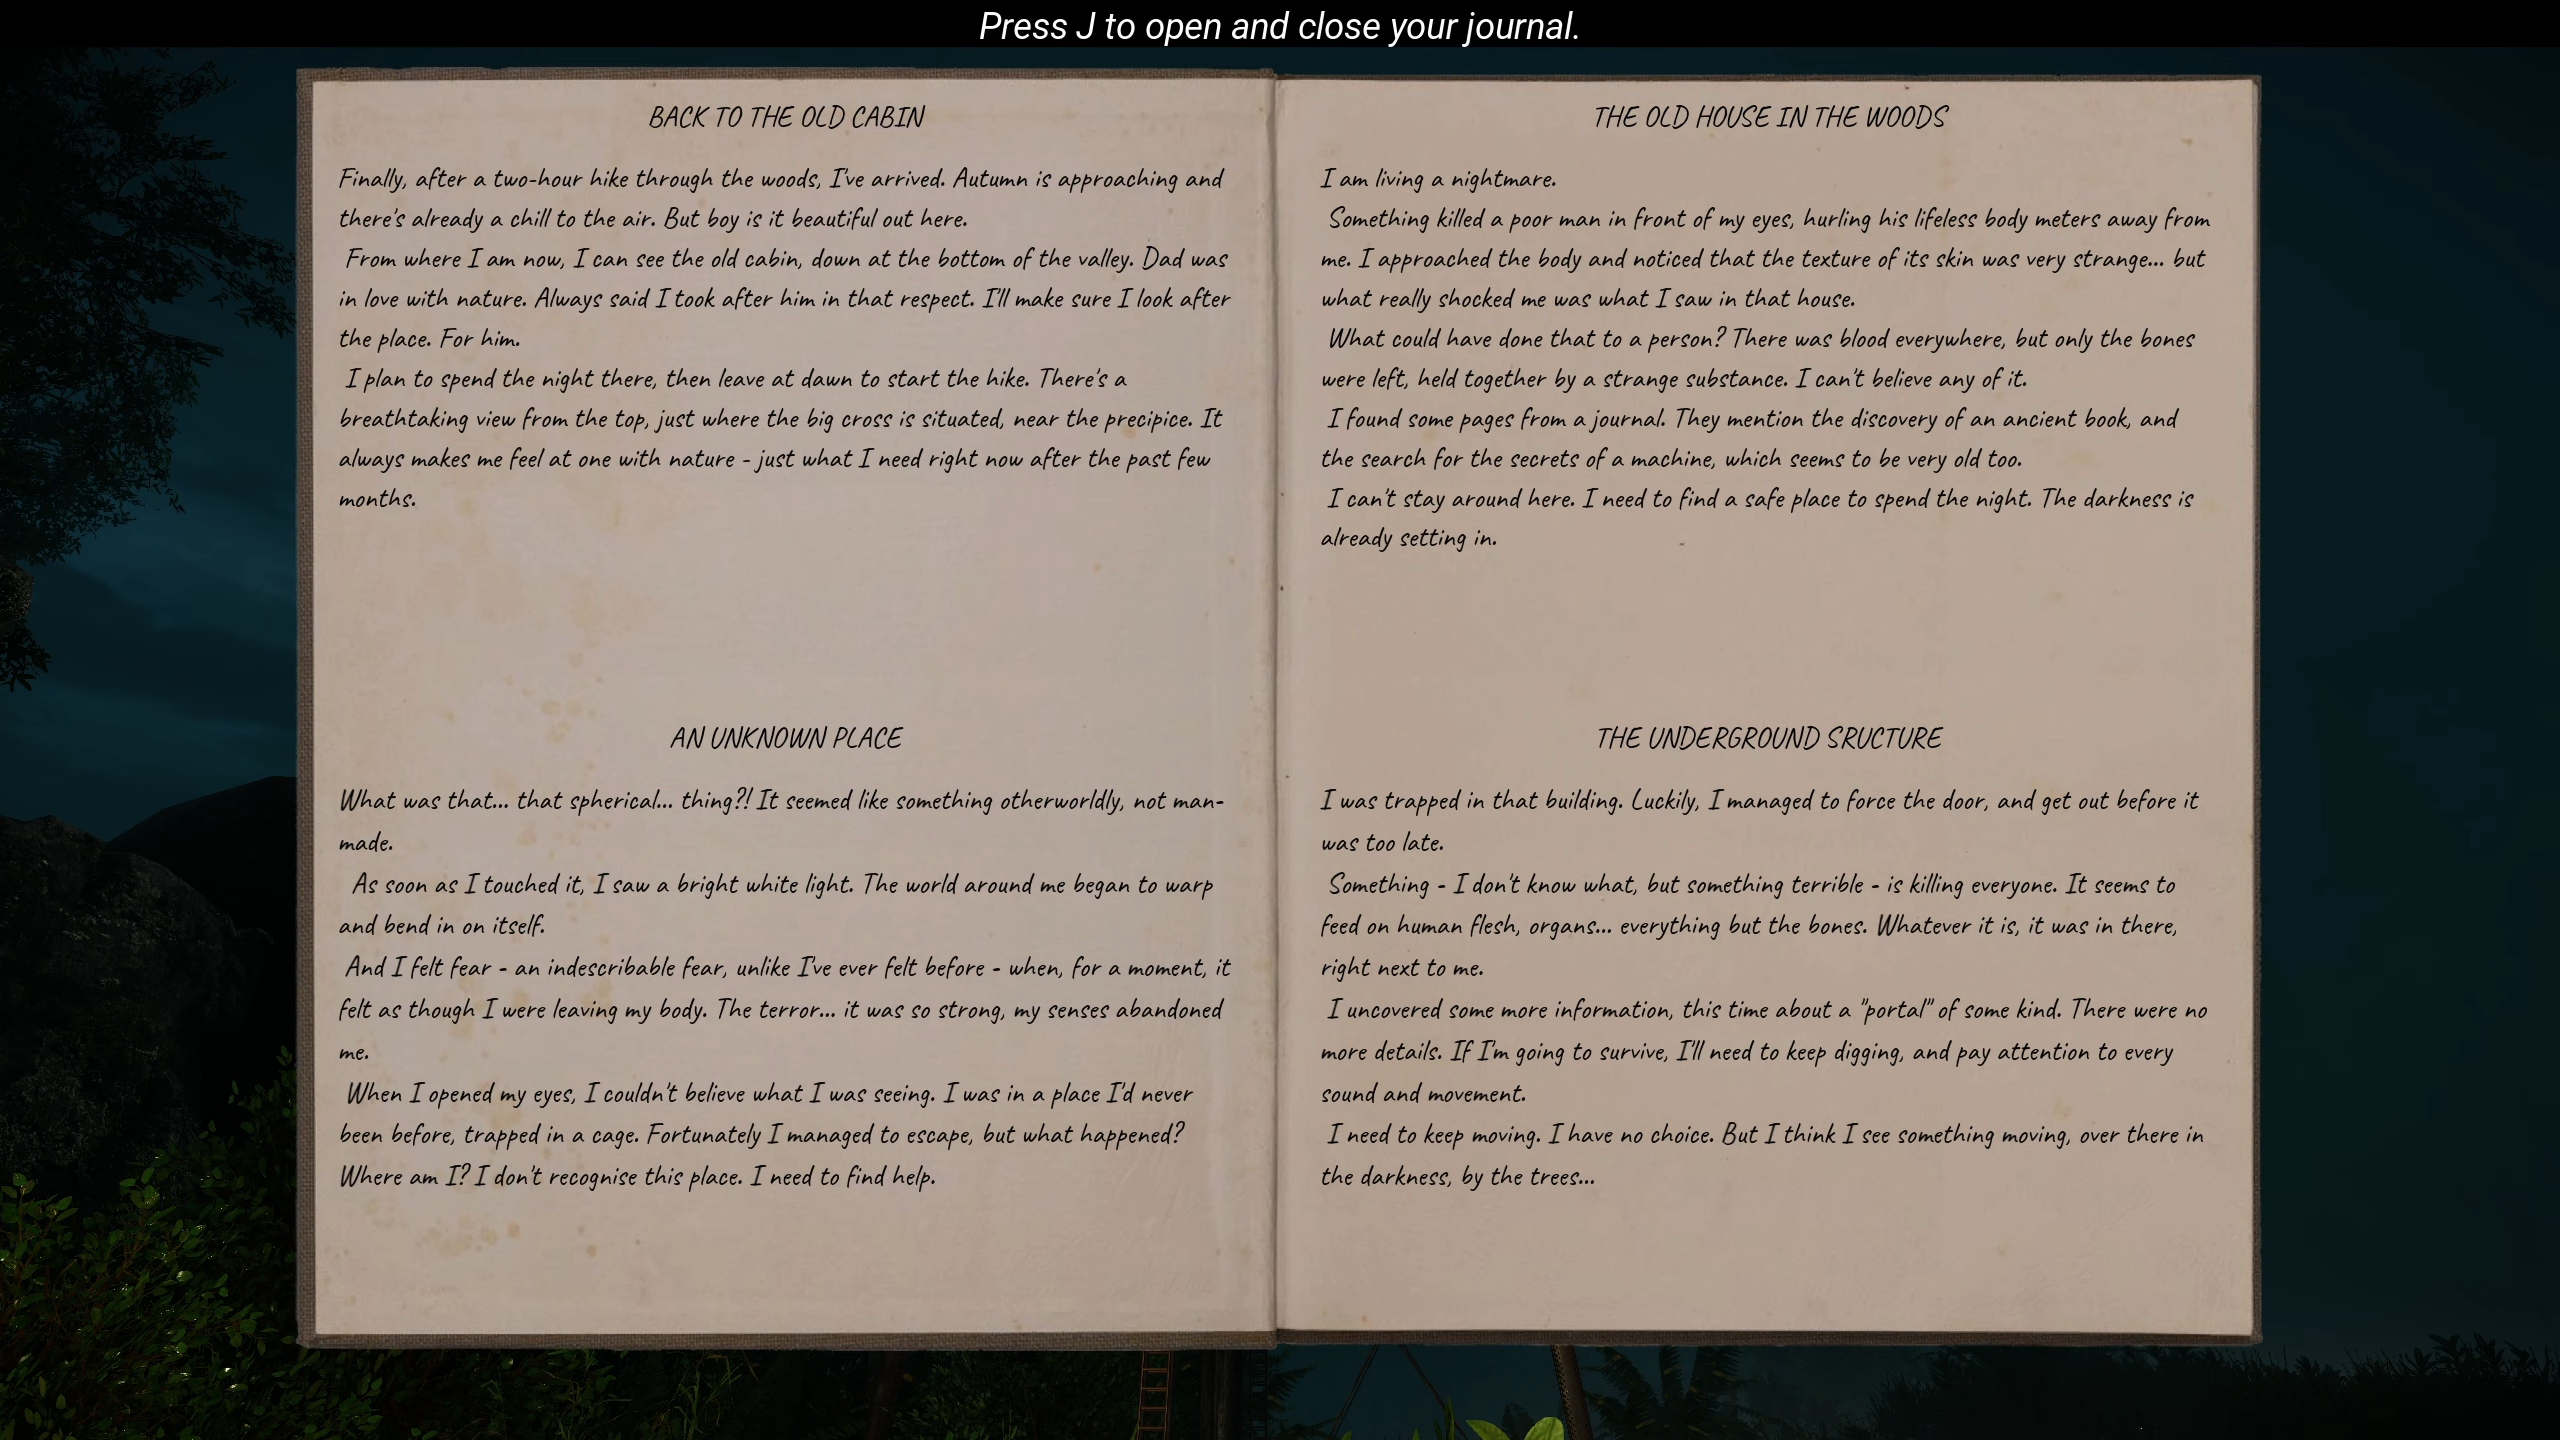 Press J to open and close your journal.
BACK TO THE OLD CABIN
Finally, after a two-hour hike through the woods, I've arrived. Autumn is approaching and
there's already a chill to the air. But boy is it beautiful out here.
From where I am now, I can see the old cabin, down at the bottom of the valley. Dad was
in love with nature. Always said I took after him in that respect. I'll make sure I look after
the place. For him.
I plan to spend the night there, then leave at dawn to start the hike. There's a
breathtaking view from the top, just where the big cross is situated, near the precipice. It
always makes me feel at one with nature - just what I need right now after the past few
months.
AN UNKNOWN PLACE
What was that... that spherical... thing?! It seemed like something otherworldly, not man-
made.
As soon as I touched it, I saw a bright white light. The world around me began to warp
and bend in on itself.
And I felt fear - an indescribable fear, unlike I've ever felt before - when, for a moment, it
felt as though I were leaving my body. The terror... it was so strong, my senses abandoned
me.
When I opened my eyes, I couldn't believe what I was seeing. I was in a place I'd never
been before, trapped in a cage. Fortunately I managed to escape, but what happened?
Where am I? I don't recognise this place. I need to find help.
THE OLD HOUSE IN THE WOODS
I am living a nightmare.
Something killed a poor man in front of my eyes, hurling his lifeless body meters away from
me. I approached the body and noticed that the texture of its skin was very strange... but
what really shocked me was what I saw in that house.
What could have done that to a person? There was blood everywhere, but only the bones
were left, held together by a strange substance. I can't believe any of it.
I found some pages from a journal. They mention the discovery of an ancient book, and
the search for the secrets of a machine, which seems to be very old too.
I can't stay around here. I need to find a safe place to spend the night. The darkness is
already setting in.
THE UNDERGROUND SRUCTURE
I was trapped in that building. Luckily, I managed to force the door, and get out before it
was too late.
Something - I don't know what, but something terrible - is killing everyone. It seems to
feed on human flesh, organs... everything but the bones. Whatever it is, it was in there,
right next to me.
I uncovered some more information, this time about a "portal" of some kind. There were no
more details. If I'm going to survive, I'll need to keep digging, and pay attention to every
sound and movement.
I need to keep moving. I have no choice. But I think I see something moving, over there in
the darkness, by the trees...